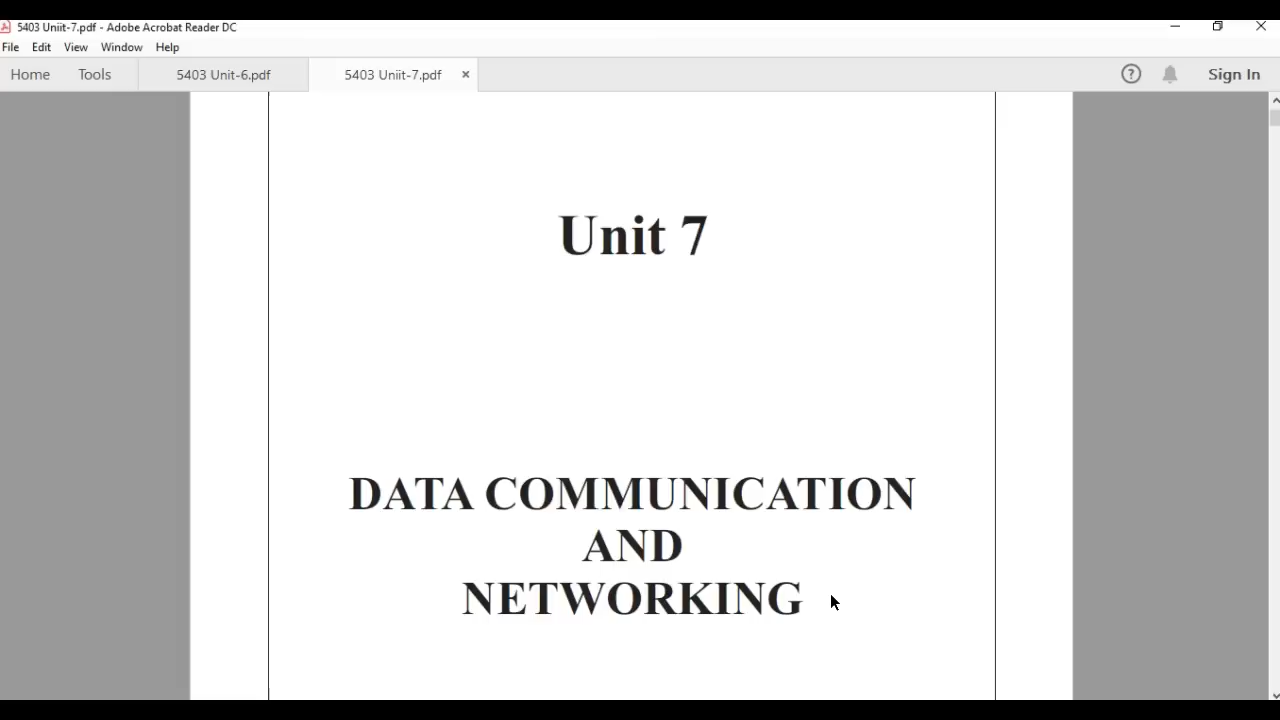 5403 Uniit-7.pdf - Adobe Acrobat Reader DC
File Edit View Window Help
Home Tools 5403 Unit-6.pdf 5403 Uniit-7.pdf × ? Sign In
Unit 7
DATA COMMUNICATION
AND
NETWORKING